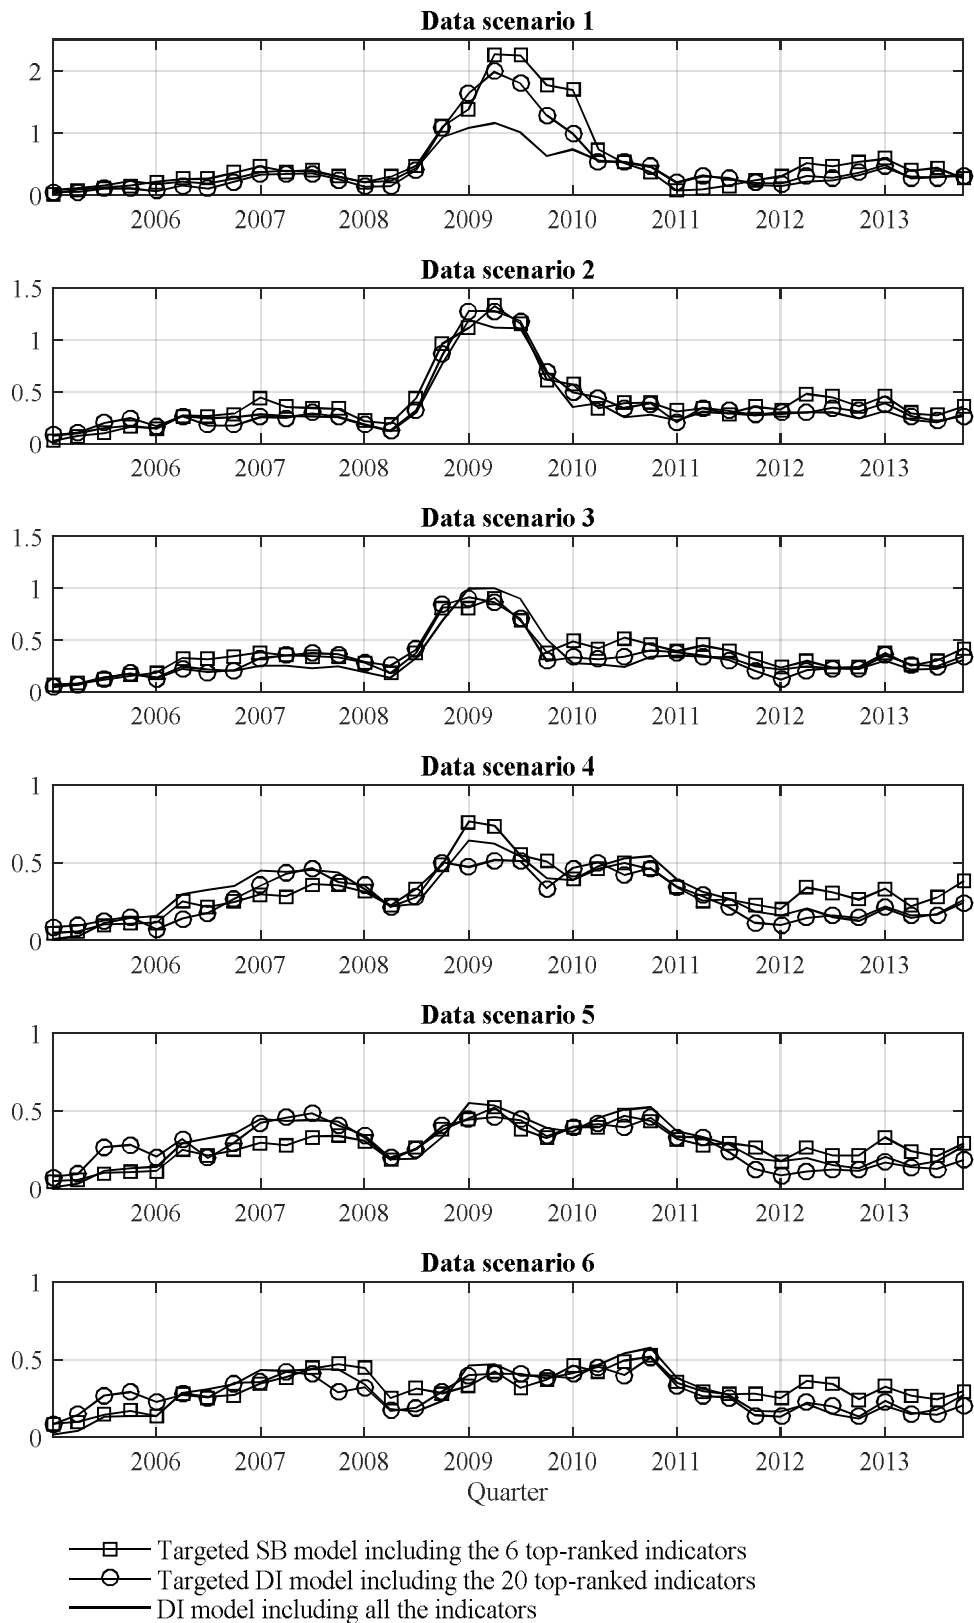 Data scenario 1
2
1
0
2006 2007 2008 2009 2010 2011 2012 2013
Data scenario 2
1.5
1
0.5
0
2006 2007 2008 2009 2010 2011 2012 2013
Data scenario 3
1.5
1
0.5
0
2006 2007 2008 2009 2010 2011 2012 2013
Data scenario 4
1
0.5
0
2006 2007 2008 2009 2010 2011 2012 2013
Data scenario 5
1
0.5
0
2006 2007 2008 2009 2010 2011 2012 2013
Data scenario 6
1
0.5
0
2006 2007 2008 2009 2010 2011 2012 2013
Quarter
Targeted SB model including the 6 top-ranked indicators
Targeted DI model including the 20 top-ranked indicators
DI model including all the indicators